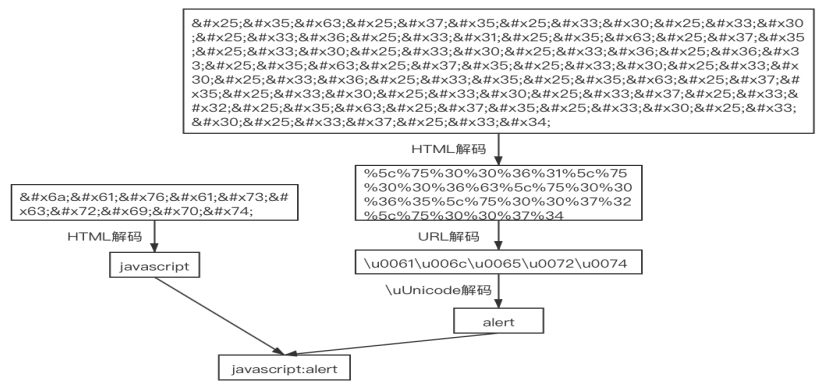 &#x25;&#x35;&#x63;&#x25;&#x37;&#x35;&#x25;&#x33;&#x30;&#x25;&#x33;&#x30
;&#x25;&#x33;&#x36;&#x25;&#x33;&#x31;&#x25;&#x35;&#x63;&#x25;&#x37;&#x35
;&#x25;&#x33;&#x30;&#x25;&#x33;&#x30;&#x25;&#x33;&#x36;&#x25;&#x36;&#x3
3;&#x25;&#x35;&#x63;&#x25;&#x37;&#x35;&#x25;&#x33;&#x30;&#x25;&#x33;&#x
30;&#x25;&#x33;&#x36;&#x25;&#x33;&#x35;&#x25;&#x35;&#x63;&#x25;&#x37;&#
x35;&#x25;&#x33;&#x30;&#x25;&#x33;&#x30;&#x25;&#x33;&#x37;&#x25;&#x33;&
#x32;&#x25;&#x35;&#x63;&#x25;&#x37;&#x35;&#x25;&#x33;&#x30;&#x25;&#x33;
&#x30;&#x25;&#x33;&#x37;&#x25;&#x33;&#x34;
HTML解码
%5c%75%30%30%36%31%5c%75
%30%30%36%63%5c%75%30%30
%36%35%5c%75%30%30%37%32
%5c%75%30%30%37%34
&#x6a;&#x61;&#x76;&#x61;&#x73;&#
x63;&#x72;&#x69;&#x70;&#x74;
HTML解码
URL解码
javascript
\u0061\u006c\u0065\u0072\u0074
\uUnicode解码
alert
javascript:alert